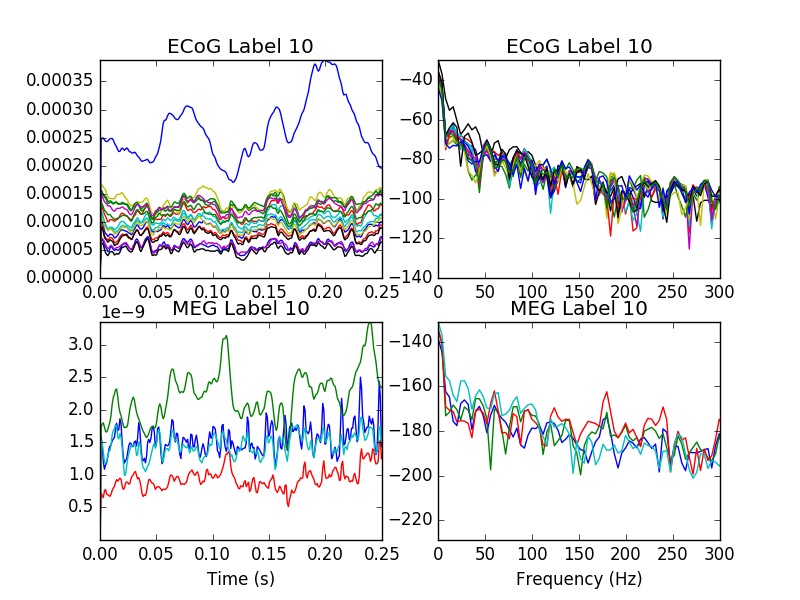 ECoG Label 10
ECoG Label 10
0.00035
0.00030
0.00025
0.00020
0.00015
0.00010
0.00005
0.00000
0.00 0.05 0.10 0.15 0.20 0.25
−40
−60
−80
−100
−120
−140
0 50 100 150 200 250 300
1e−9
MEG Label 10
MEG Label 10
3.0
2.5
2.0
1.5
1.0
0.5
0.00 0.05 0.10 0.15 0.20 0.25
Time (s)
−140
−160
−180
−200
−220
0 50 100 150 200 250 300
Frequency (Hz)